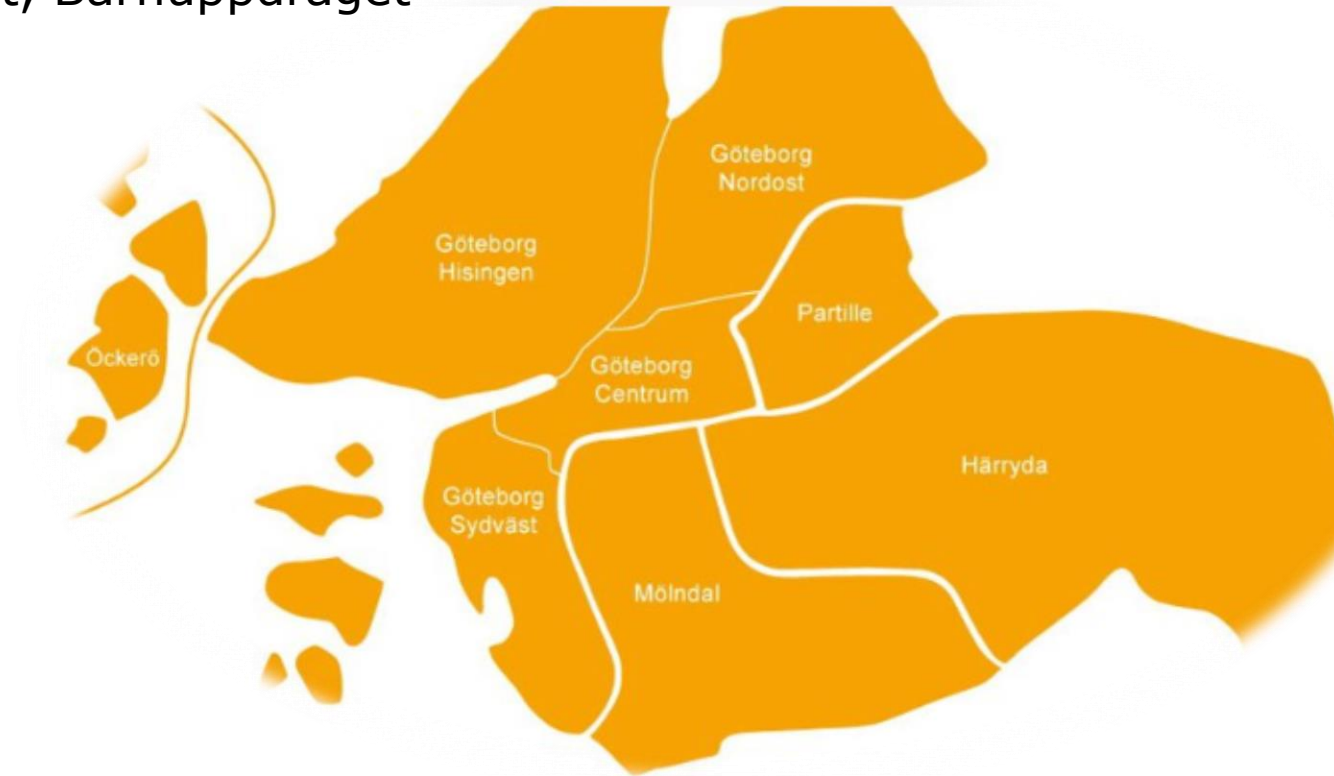 Barnuppdraget
Göteborg
Nordost
Göteborg
Hisingen
Partille
Öckerö
Göteborg
Centrum
Härryda
Göteborg
Sydväst
Mölndal